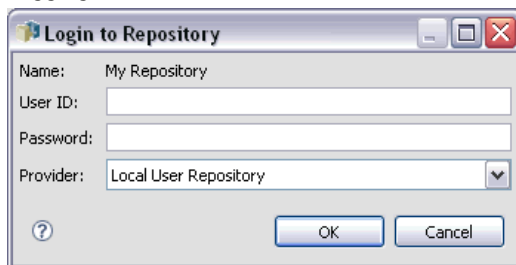 Login to Repository
Name: My Repository
User ID:
Password:
Provider: Local User Repository
? OK Cancel